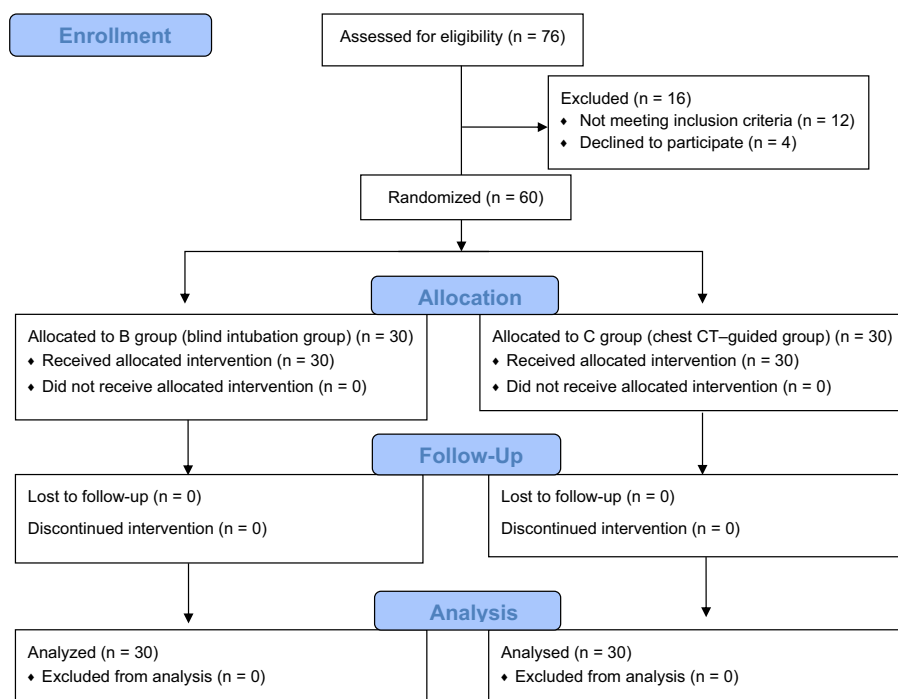 Enrollment
Assessed for eligibility (n = 76)
Excluded (n = 16)
♦ Not meeting inclusion criteria (n = 12)
♦ Declined to participate (n = 4)
Randomized (n = 60)
Allocation
Allocated to B group (blind intubation group) (n = 30)
♦ Received allocated intervention (n = 30)
♦ Did not receive allocated intervention (n = 0)
Allocated to C group (chest CT–guided group) (n = 30)
♦ Received allocated intervention (n = 30)
♦ Did not receive allocated intervention (n = 0)
Follow-Up
Lost to follow-up (n = 0)
Discontinued intervention (n = 0)
Lost to follow-up (n = 0)
Discontinued intervention (n = 0)
Analysis
Analyzed (n = 30)
♦ Excluded from analysis (n = 0)
Analysed (n = 30)
♦ Excluded from analysis (n = 0)